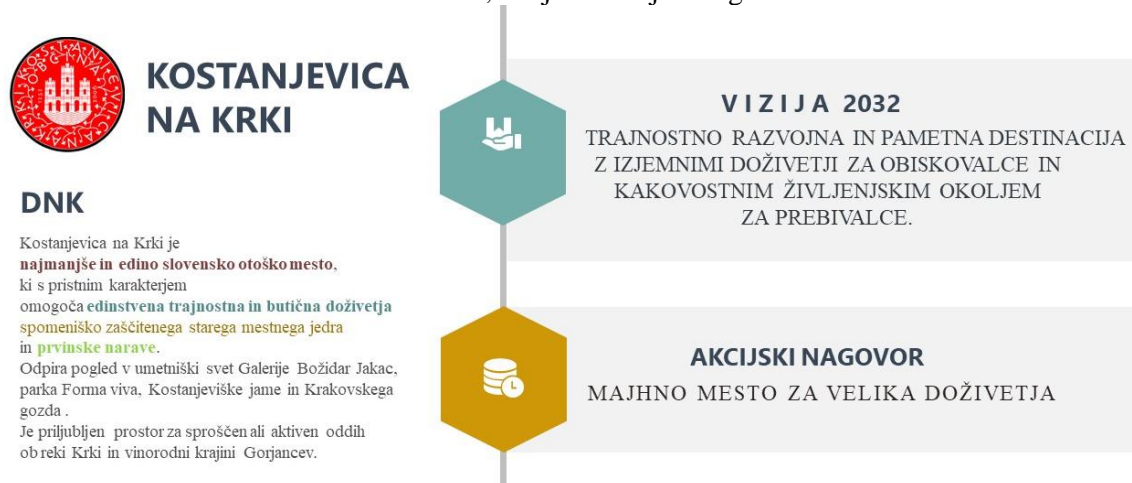 KOSTANJEVICA
NA KRKI
DNK
Kostanjevica na Krki je
najmanjše in edino slovensko otoško mesto,
ki s pristnim karakterjem
omogoča edinstvena trajnostna in butična doživetja
spomeniško zaščitenega starega mestnega jedra
in prvinske narave.
Odpira pogled v umetniški svet Galerije Božidar Jakac,
parka Forma viva, Kostanjeviške jame in Krakovskega
gozda .
Je priljubljen prostor za sproščen ali aktiven oddih
ob reki Krki in vinorodni krajini Gorjancev.
VIZIJA 2032
TRAJNOSTNO RAZVOJNA IN PAMETNA DESTINACIJA
Z IZJEMNIMI DOŽIVETJI ZA OBISKOVALCE IN
KAKOVOSTNIM ŽIVLJENJSKIM OKOLJEM
ZA PREBIVALCE.
AKCIJSKI NAGOVOR
MAJHNO MESTO ZA VELIKA DOŽIVETJA